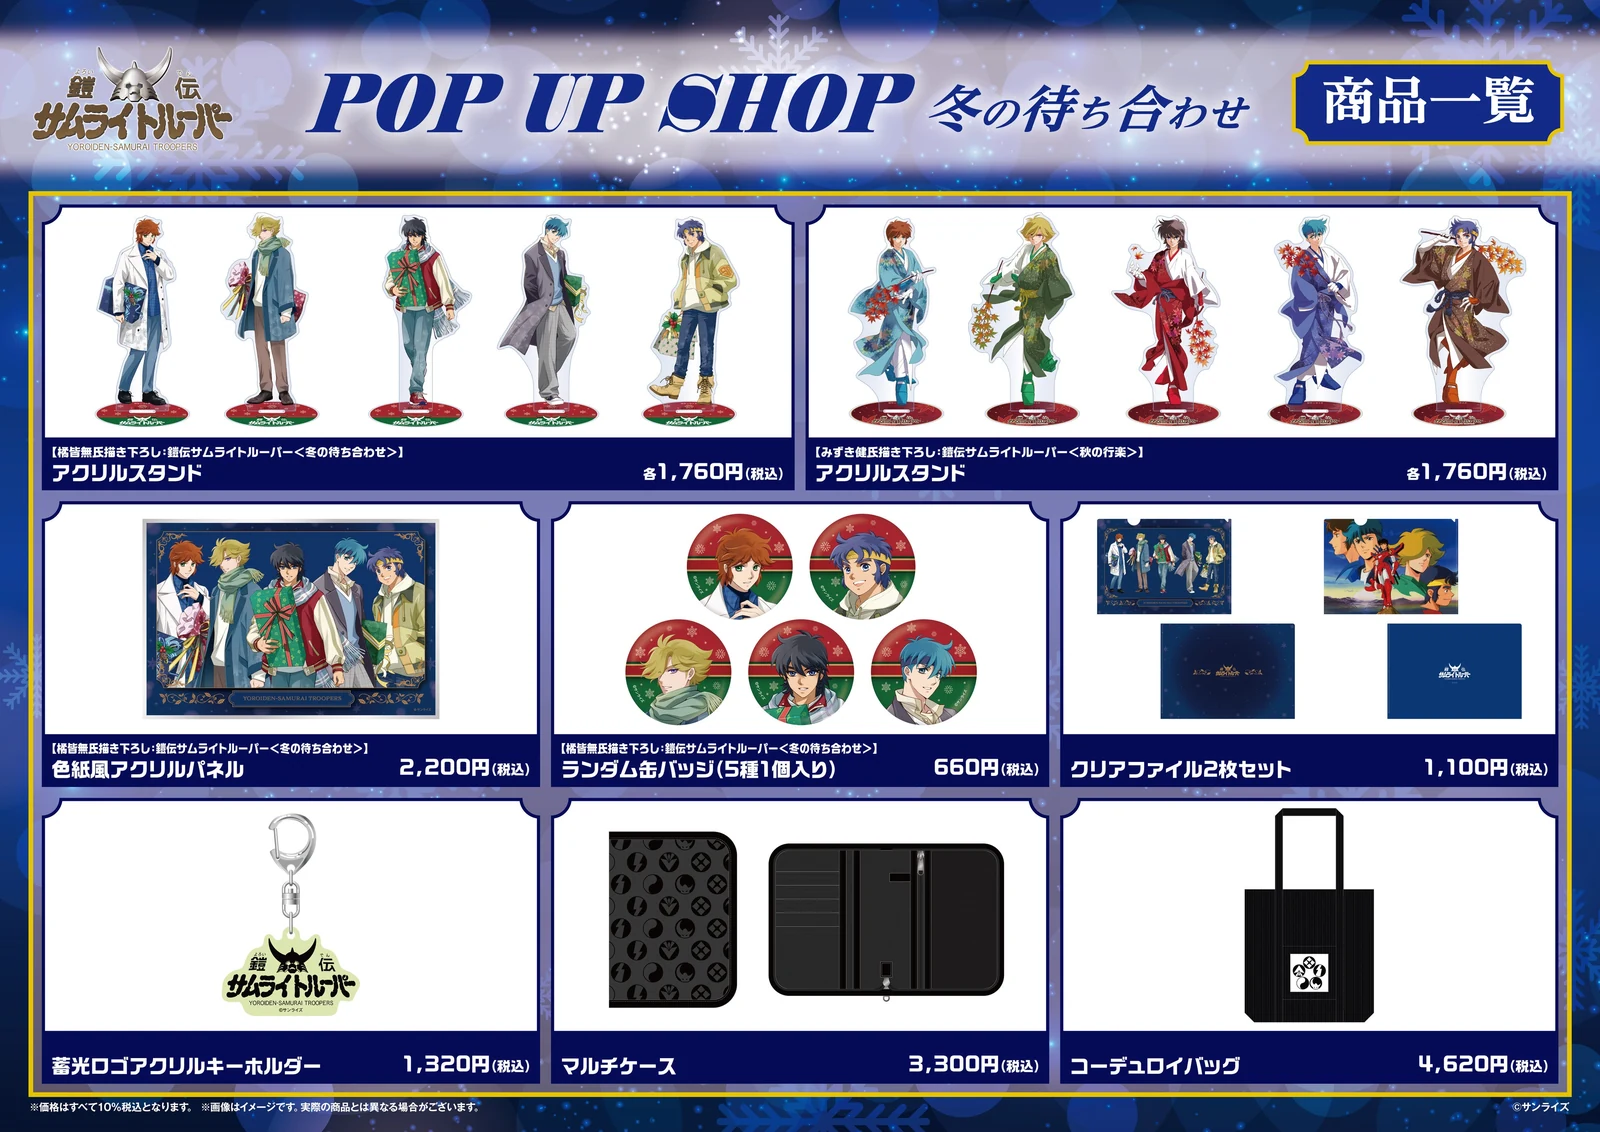 鎧伝
サムライトルーパー
YOROIDEN-SAMURAI TROOPERS
POP UP SHOP 冬の待ち合わせ
商品一覧
【橘皆無氏描き下ろし:鎧伝サムライトルーパー<冬の待ち合わせ>】
アクリルスタンド
各1,760円(税込)
【みずき健氏描き下ろし:鎧伝サムライトルーパー<秋の行楽>】
アクリルスタンド
各1,760円(税込)
YOROIDEN-SAMURAI TROOPERS
【橘皆無氏描き下ろし:鎧伝サムライトルーパー<冬の待ち合わせ>】
色紙風アクリルパネル
2,200円(税込)
【橘皆無氏描き下ろし:鎧伝サムライトルーパー<冬の待ち合わせ>】
ランダム缶バッジ(5種1個入り)
660円(税込)
クリアファイル2枚セット
1,100円(税込)
よろい でん
鎧伝
サムライトルーパー
YOROIDEN-SAMURAI TROOPERS
©サンライズ
蓄光ロゴアクリルキーホルダー
1,320円(税込)
マルチケース
3,300円(税込)
コーデュロイバッグ
4,620円(税込)
※価格はすべて10%税込となります。 ※画像はイメージです。実際の商品とは異なる場合がございます。
©サンライズ